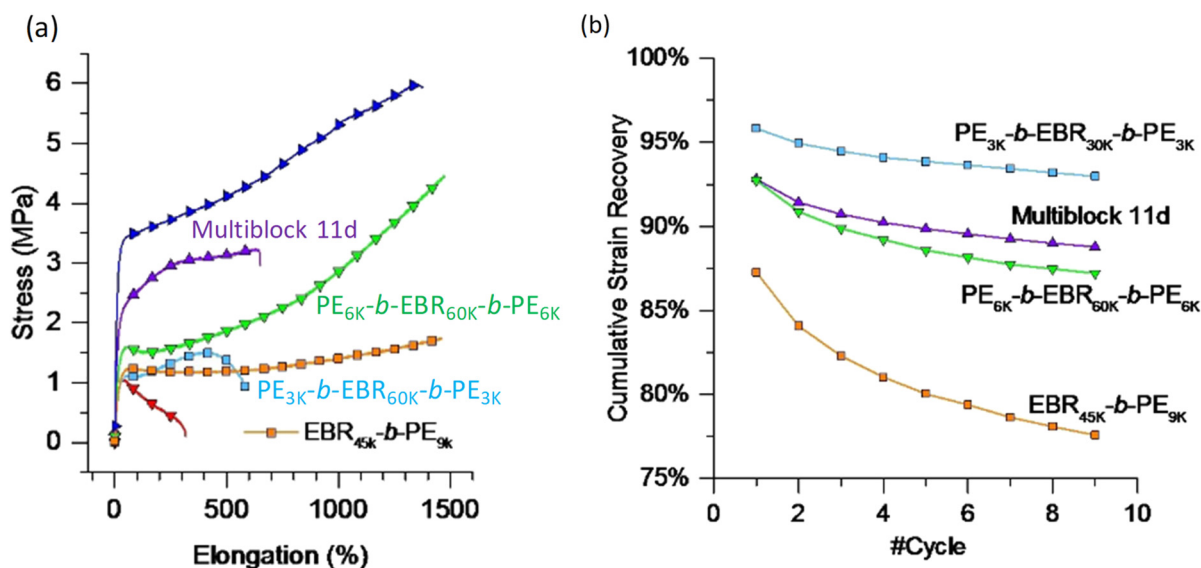 (a)
Stress (MPa)
6
5
4
3
2
1
0
Multiblock 11d
PE6K-b-EBR60K-b-PE6K
PE3K-b-EBR60K-b-PE3K
EBR45k-b-PE9k
0 500 1000 1500
Elongation (%)
(b)
Cumulative Strain Recovery
100%
95%
90%
85%
80%
75%
PE3K-b-EBR30K-b-PE3K
Multiblock 11d
PE6K-b-EBR60K-b-PE6K
EBR45K-b-PE9K
0 2 4 6 8 10
#Cycle